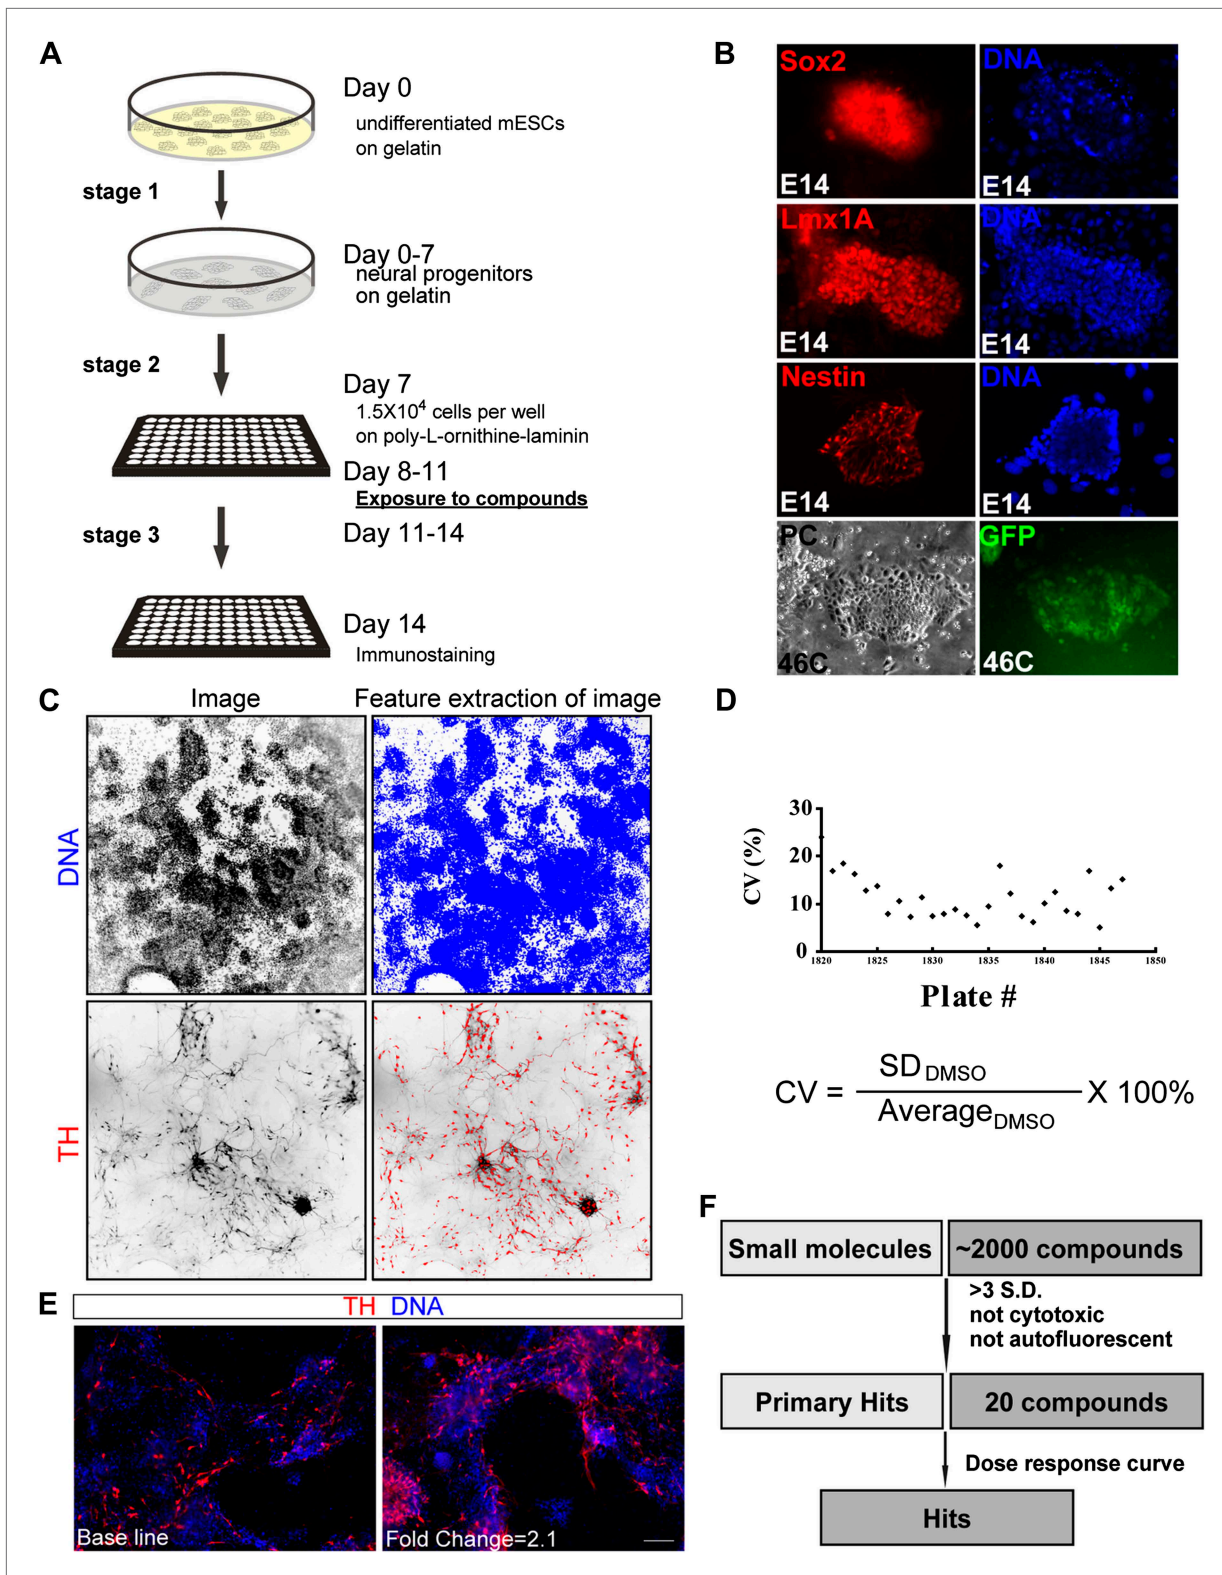 A
Day 0
undifferentiated mESCs
on gelatin
stage 1
Day 0-7
neural progenitors
on gelatin
stage 2
Day 7
1.5X10⁴ cells per well
on poly-L-ornithine-laminin
Day 8-11
Exposure to compounds
stage 3
Day 11-14
Day 14
Immunostaining
B
Sox2
DNA
E14
E14
Lmx1A
DNA
E14
E14
Nestin
DNA
E14
E14
PC
GFP
46C
46C
C
Image
Feature extraction of image
DNA
TH
D
CV (%)
30
20
10
0
1820
1825
1830
1835
1840
1845
1850
Plate #
CV = SD DMSO / Average DMSO X 100%
E
TH DNA
Base line
Fold Change=2.1
F
Small molecules
~2000 compounds
>3 S.D.
not cytotoxic
not autofluorescent
Primary Hits
20 compounds
Dose response curve
Hits